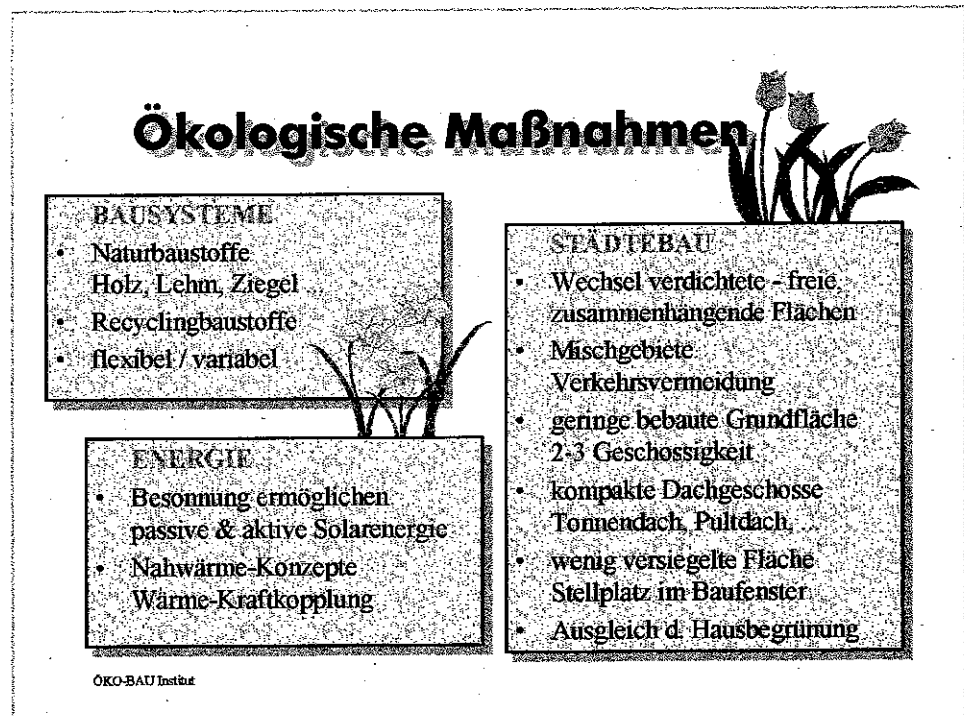 Ökologische Maßnahmen
BAUSYSTEME
• Naturbaustoffe
Holz, Lehm, Ziegel ...
• Recyclingbaustoffe
• flexibel / variabel
ENERGIE
• Besonnung ermöglichen
passive & aktive Solarenergie
• Nahwärme-Konzepte
Wärme-Kraftkopplung
STÄDTEBAU
• Wechsel verdichtete - freie,
zusammenhängende Flächen
• Mischgebiete
Verkehrsvermeidung
• geringe bebaute Grundfläche
2-3 Geschossigkeit
• kompakte Dachgeschosse
Tonnendach, Pultdach, ...
• wenig versiegelte Fläche
Stellplatz im Baufenster
• Ausgleich d. Hausbegrünung
ÖKO-BAU Institut